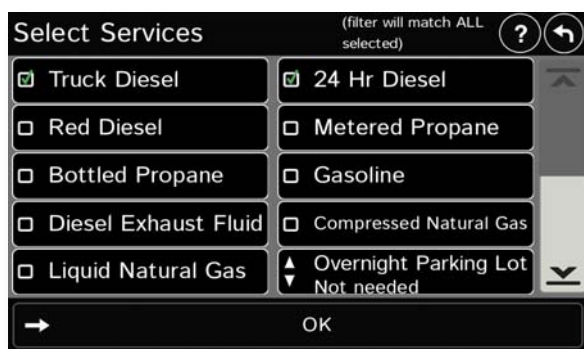 Select Services
(filter will match ALL
selected)
?
Truck Diesel
24 Hr Diesel
Red Diesel
Metered Propane
Bottled Propane
Gasoline
Diesel Exhaust Fluid
Compressed Natural Gas
Liquid Natural Gas
Overnight Parking Lot
Not needed
OK